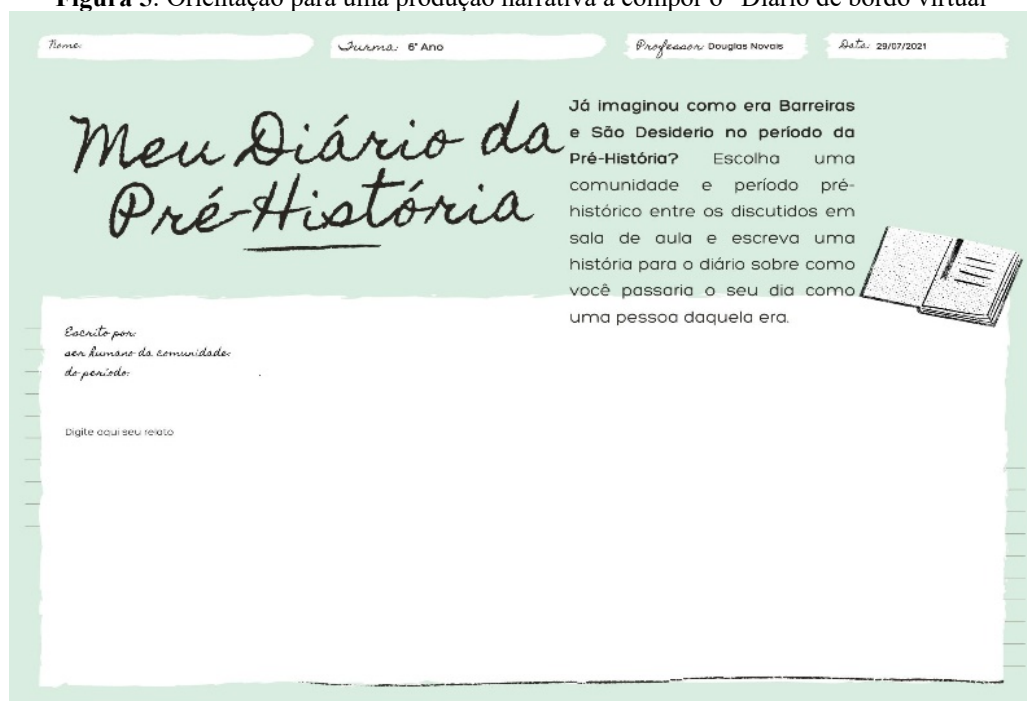 Figura 3. Orientação para uma produção narrativa a compor o "Diário de bordo virtual"
Nome:
Turma: 6º Ano
Professor: Douglas Novais
Data: 29/07/2021
Meu Diário da
Pré-História
Já imaginou como era Barreiras
e São Desiderio no período da
Pré-História? Escolha uma
comunidade e período pré-
histórico entre os discutidos em
sala de aula e escreva uma
história para o diário sobre como
você passaria o seu dia como
uma pessoa daquela era.
Escrito por:
ser humano da comunidade:
do período: .
Digite aqui seu relato